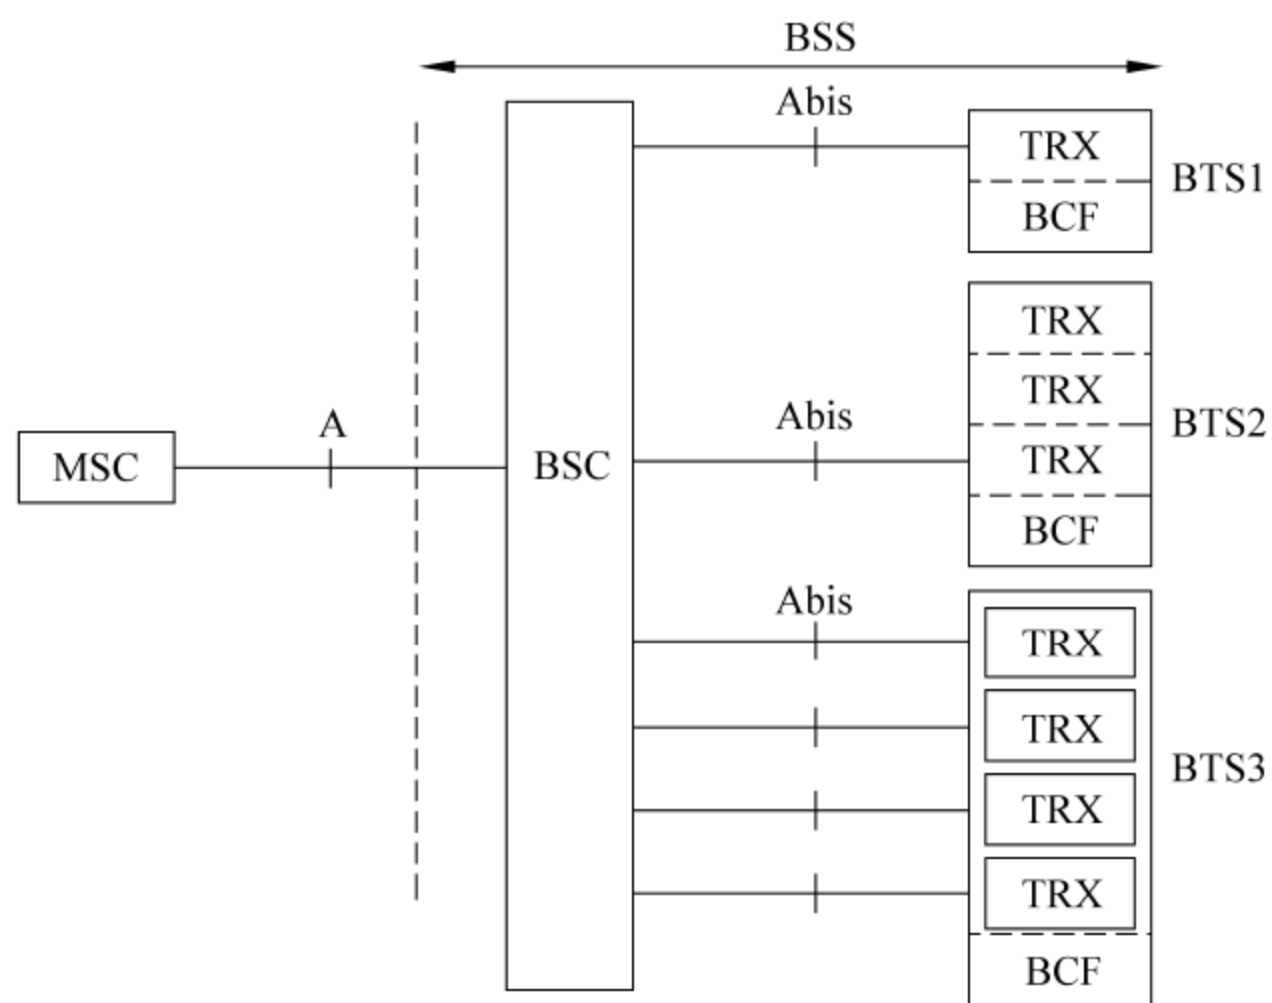 BSS
Abis
TRX
BCF
BTS1
TRX
TRX
TRX
BCF
BTS2
Abis
A
MSC
BSC
Abis
TRX
TRX
TRX
TRX
BCF
BTS3